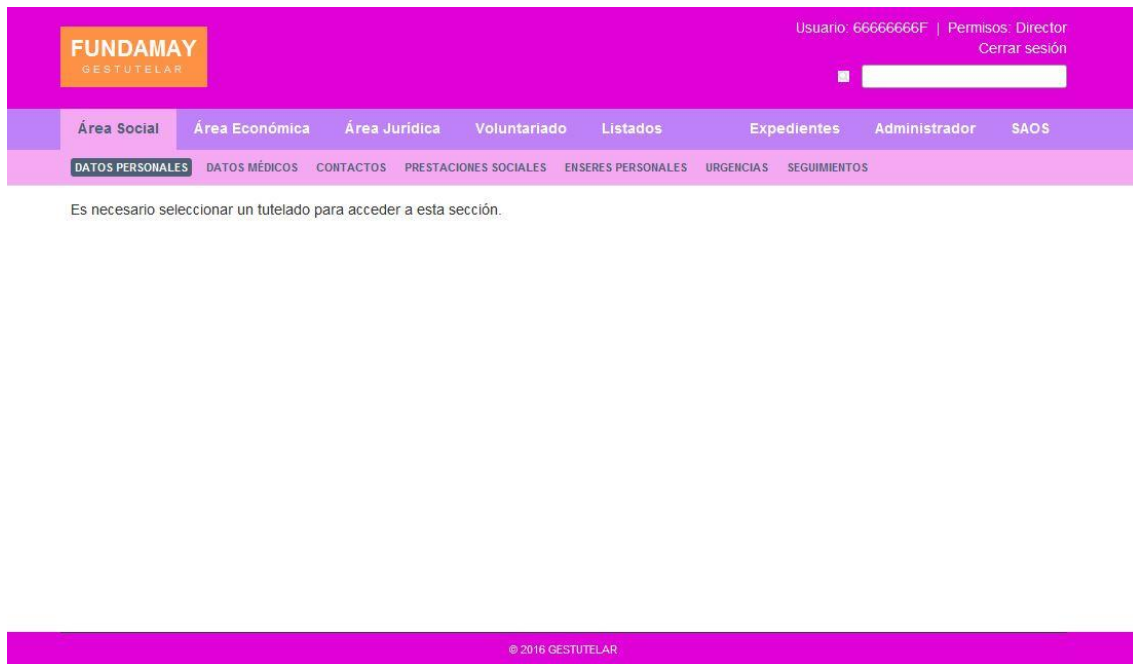 FUNDAMAY
GESTUTELAR
Usuario: 66666666F | Permisos: Director
Cerrar sesión
Área Social Área Económica Área Jurídica Voluntariado Listados Expedientes Administrador SAOS
DATOS PERSONALES DATOS MÉDICOS CONTACTOS PRESTACIONES SOCIALES ENSERES PERSONALES URGENCIAS SEGUIMIENTOS
Es necesario seleccionar un tutelado para acceder a esta sección.
© 2016 GESTUTELAR